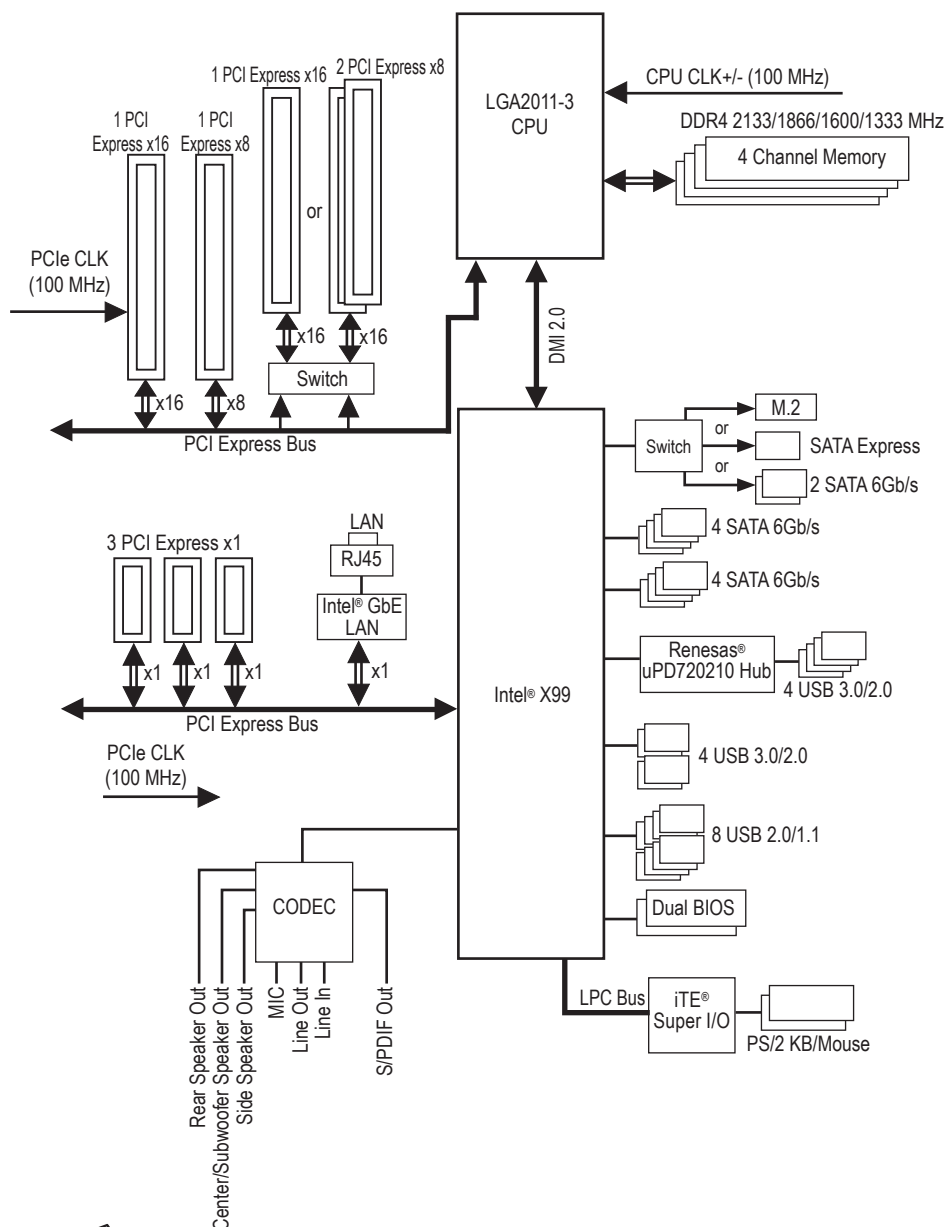 1 PCI Express x16
2 PCI Express x8
1 PCI
Express x16
1 PCI
Express x8
or
PCIe CLK
(100 MHz)
x16
x8
x16
x16
Switch
PCI Express Bus
LGA2011-3
CPU
CPU CLK+/- (100 MHz)
DDR4 2133/1866/1600/1333 MHz
4 Channel Memory
DMI 2.0
Switch
M.2
or
SATA Express
or
2 SATA 6Gb/s
4 SATA 6Gb/s
4 SATA 6Gb/s
Renesas®
uPD720210 Hub
4 USB 3.0/2.0
4 USB 3.0/2.0
8 USB 2.0/1.1
Dual BIOS
Intel® X99
3 PCI Express x1
LAN
RJ45
Intel® GbE
LAN
x1
x1
x1
x1
PCI Express Bus
PCIe CLK
(100 MHz)
CODEC
Rear Speaker Out
Center/Subwoofer Speaker Out
Side Speaker Out
MIC
Line Out
Line In
S/PDIF Out
LPC Bus
iTE®
Super I/O
PS/2 KB/Mouse